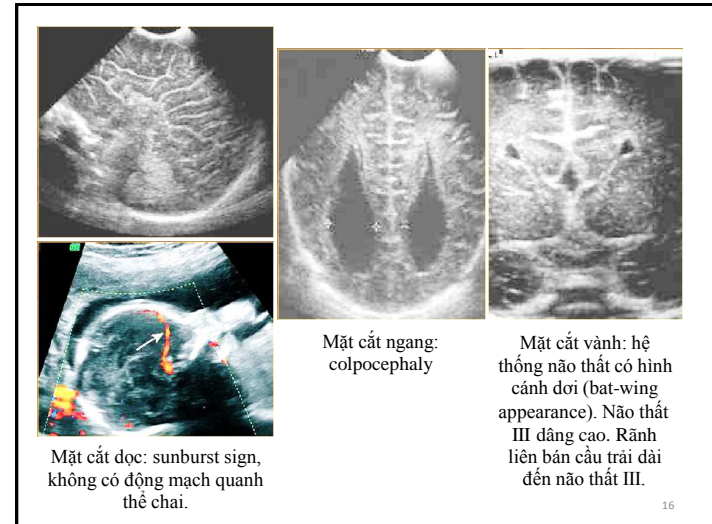 Mặt cắt dọc: sunburst sign,
không có động mạch quanh
thể chai.
Mặt cắt ngang:
colpocephaly
Mặt cắt vành: hệ
thống não thất có hình
cánh dơi (bat-wing
appearance). Não thất
III dâng cao. Rãnh
liên bán cầu trải dài
đến não thất III.
16